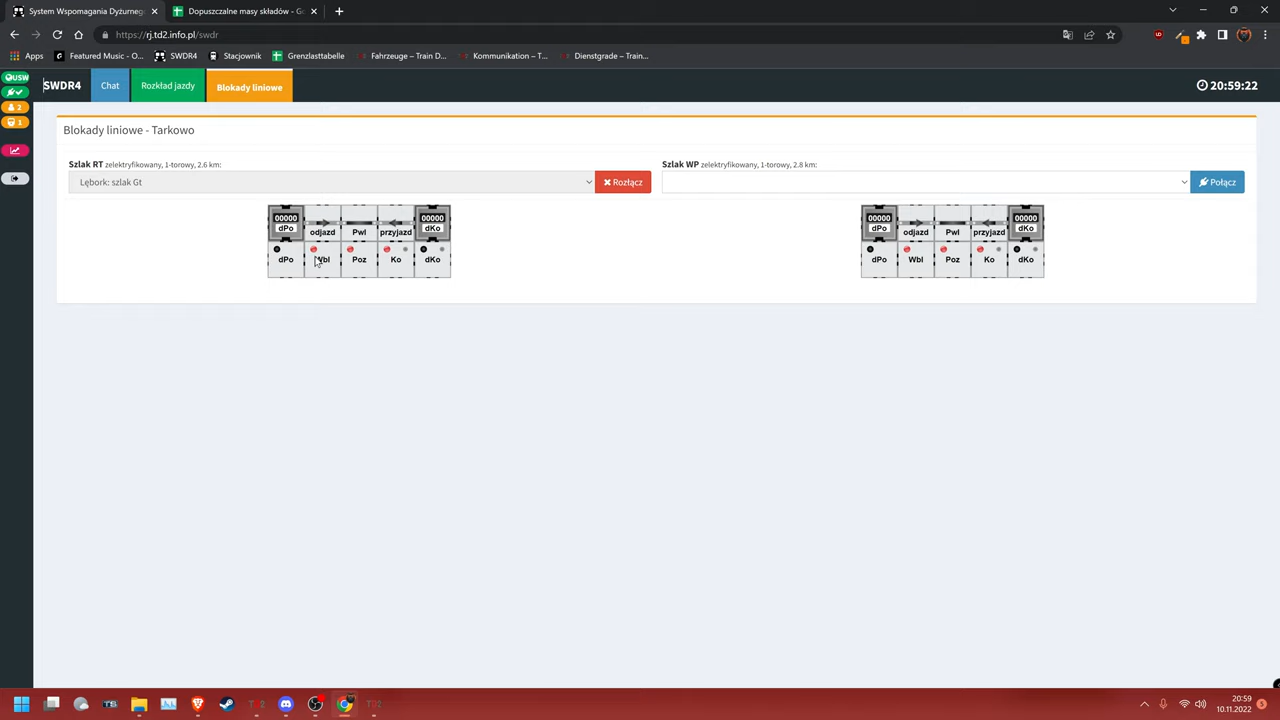 System Wspomagania Dyżurneg
Dopuszczalne masy składów - Go
rj.td2.info.pl/swdr
Apps
Featured Music - O...
SWDR4
Stacjownik
Grenzlasttabelle
Fahrzeuge – Train D...
Kommunikation – T...
Dienstgrade – Train...
USW
2
1
SWDR4
Chat
Rozkład jazdy
Blokady liniowe
20:59:22
Blokady liniowe - Tarkowo
Szlak RT zelektryfikowany, 1-torowy, 2.6 km:
Lębork: szlak Gt
Rozłącz
Szlak WP zelektryfikowany, 1-torowy, 2.8 km:
Połącz
00000
dPo
odjazd
Pwl
przyjazd
00000
dKo
dPo
Wbl
Poz
Ko
dKo
00000
dPo
odjazd
Pwl
przyjazd
00000
dKo
dPo
Wbl
Poz
Ko
dKo
20:59
10.11.2022